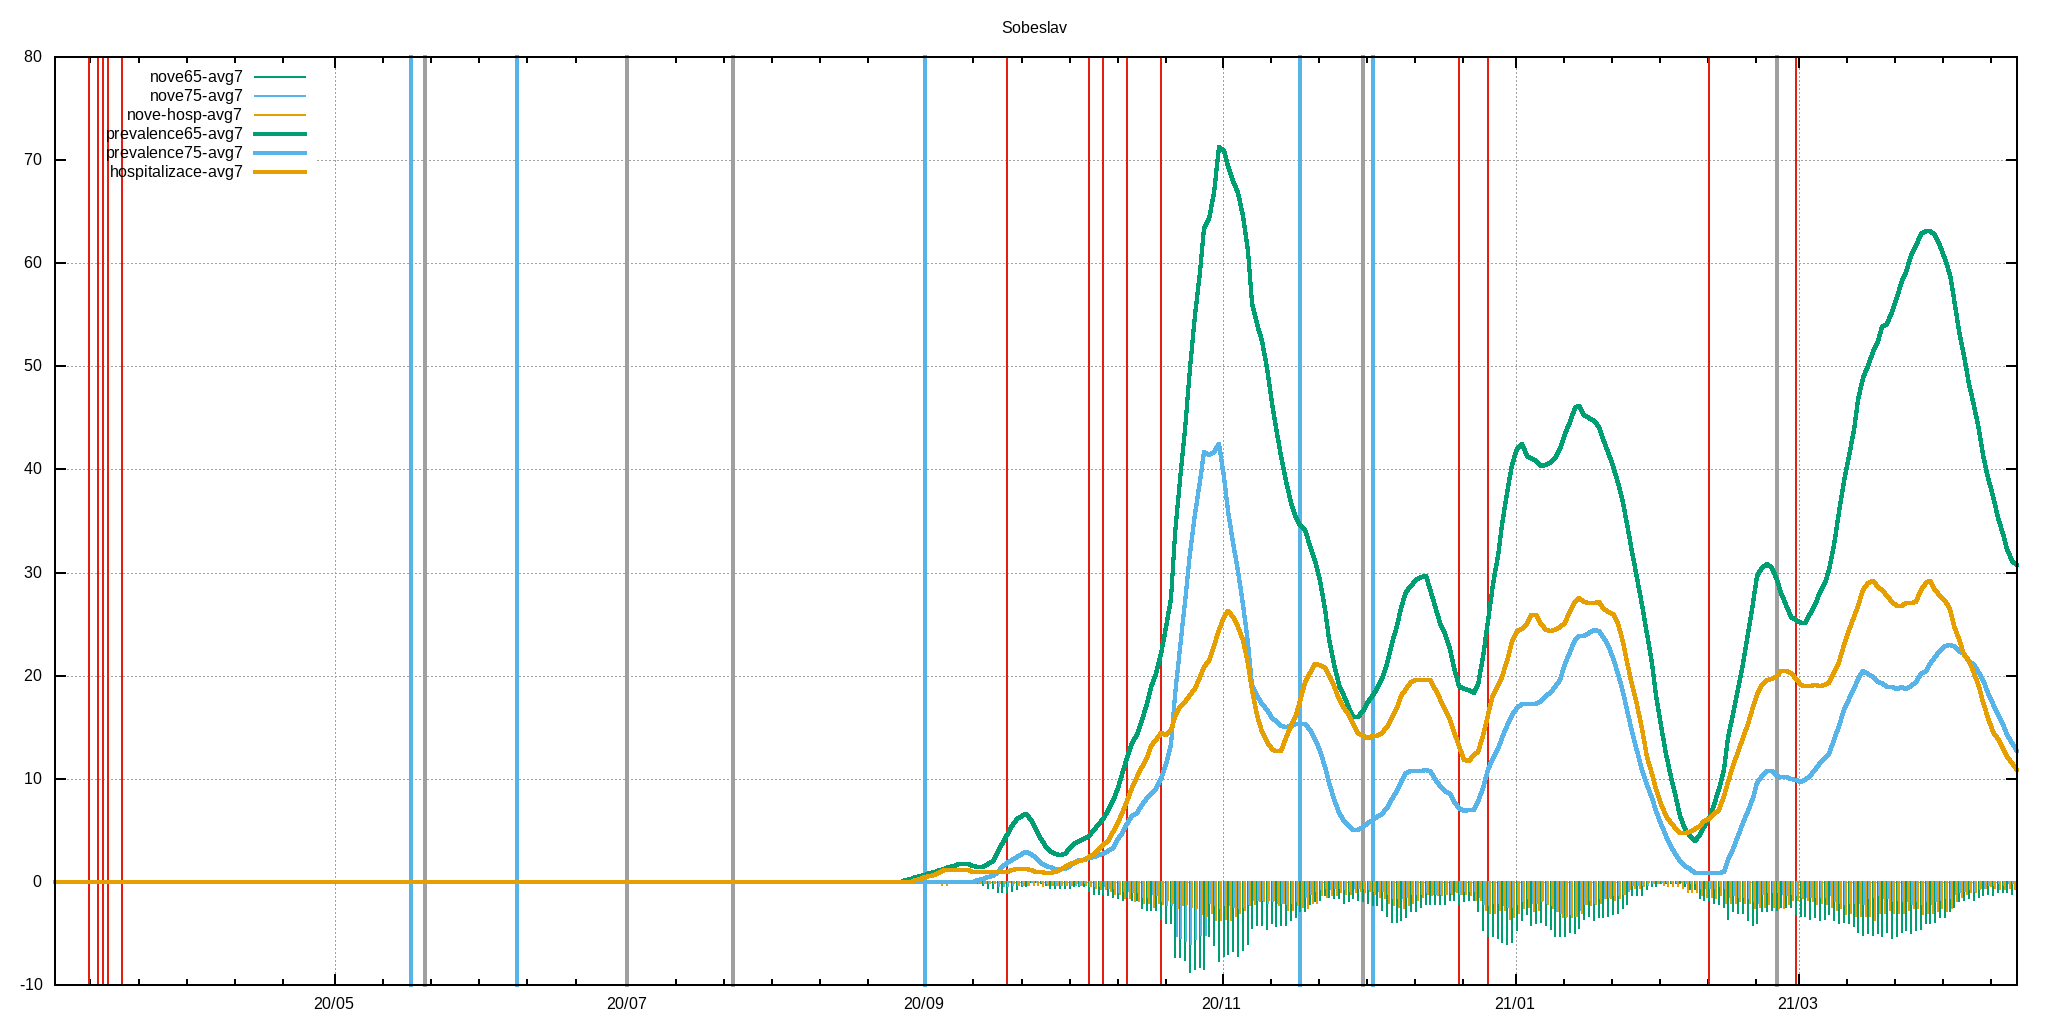 Sobeslav
80
70
60
50
40
30
20
10
0
-10
nove65-avg7
nove75-avg7
nove-hosp-avg7
prevalence65-avg7
prevalence75-avg7
hospitalizace-avg7
20/05 20/07 20/09 20/11 21/01 21/03